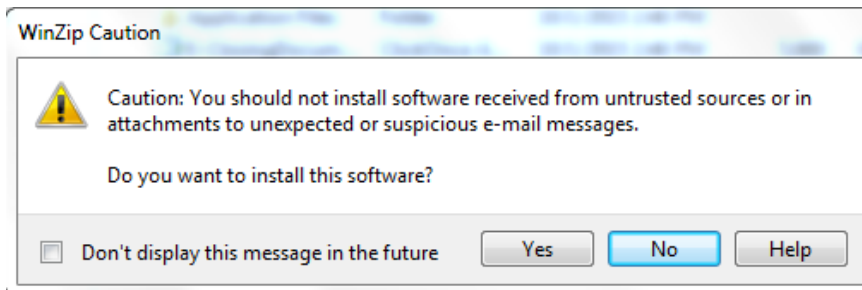 WinZip Caution
Caution: You should not install software received from untrusted sources or in
attachments to unexpected or suspicious e-mail messages.
Do you want to install this software?
Don't display this message in the future Yes No Help